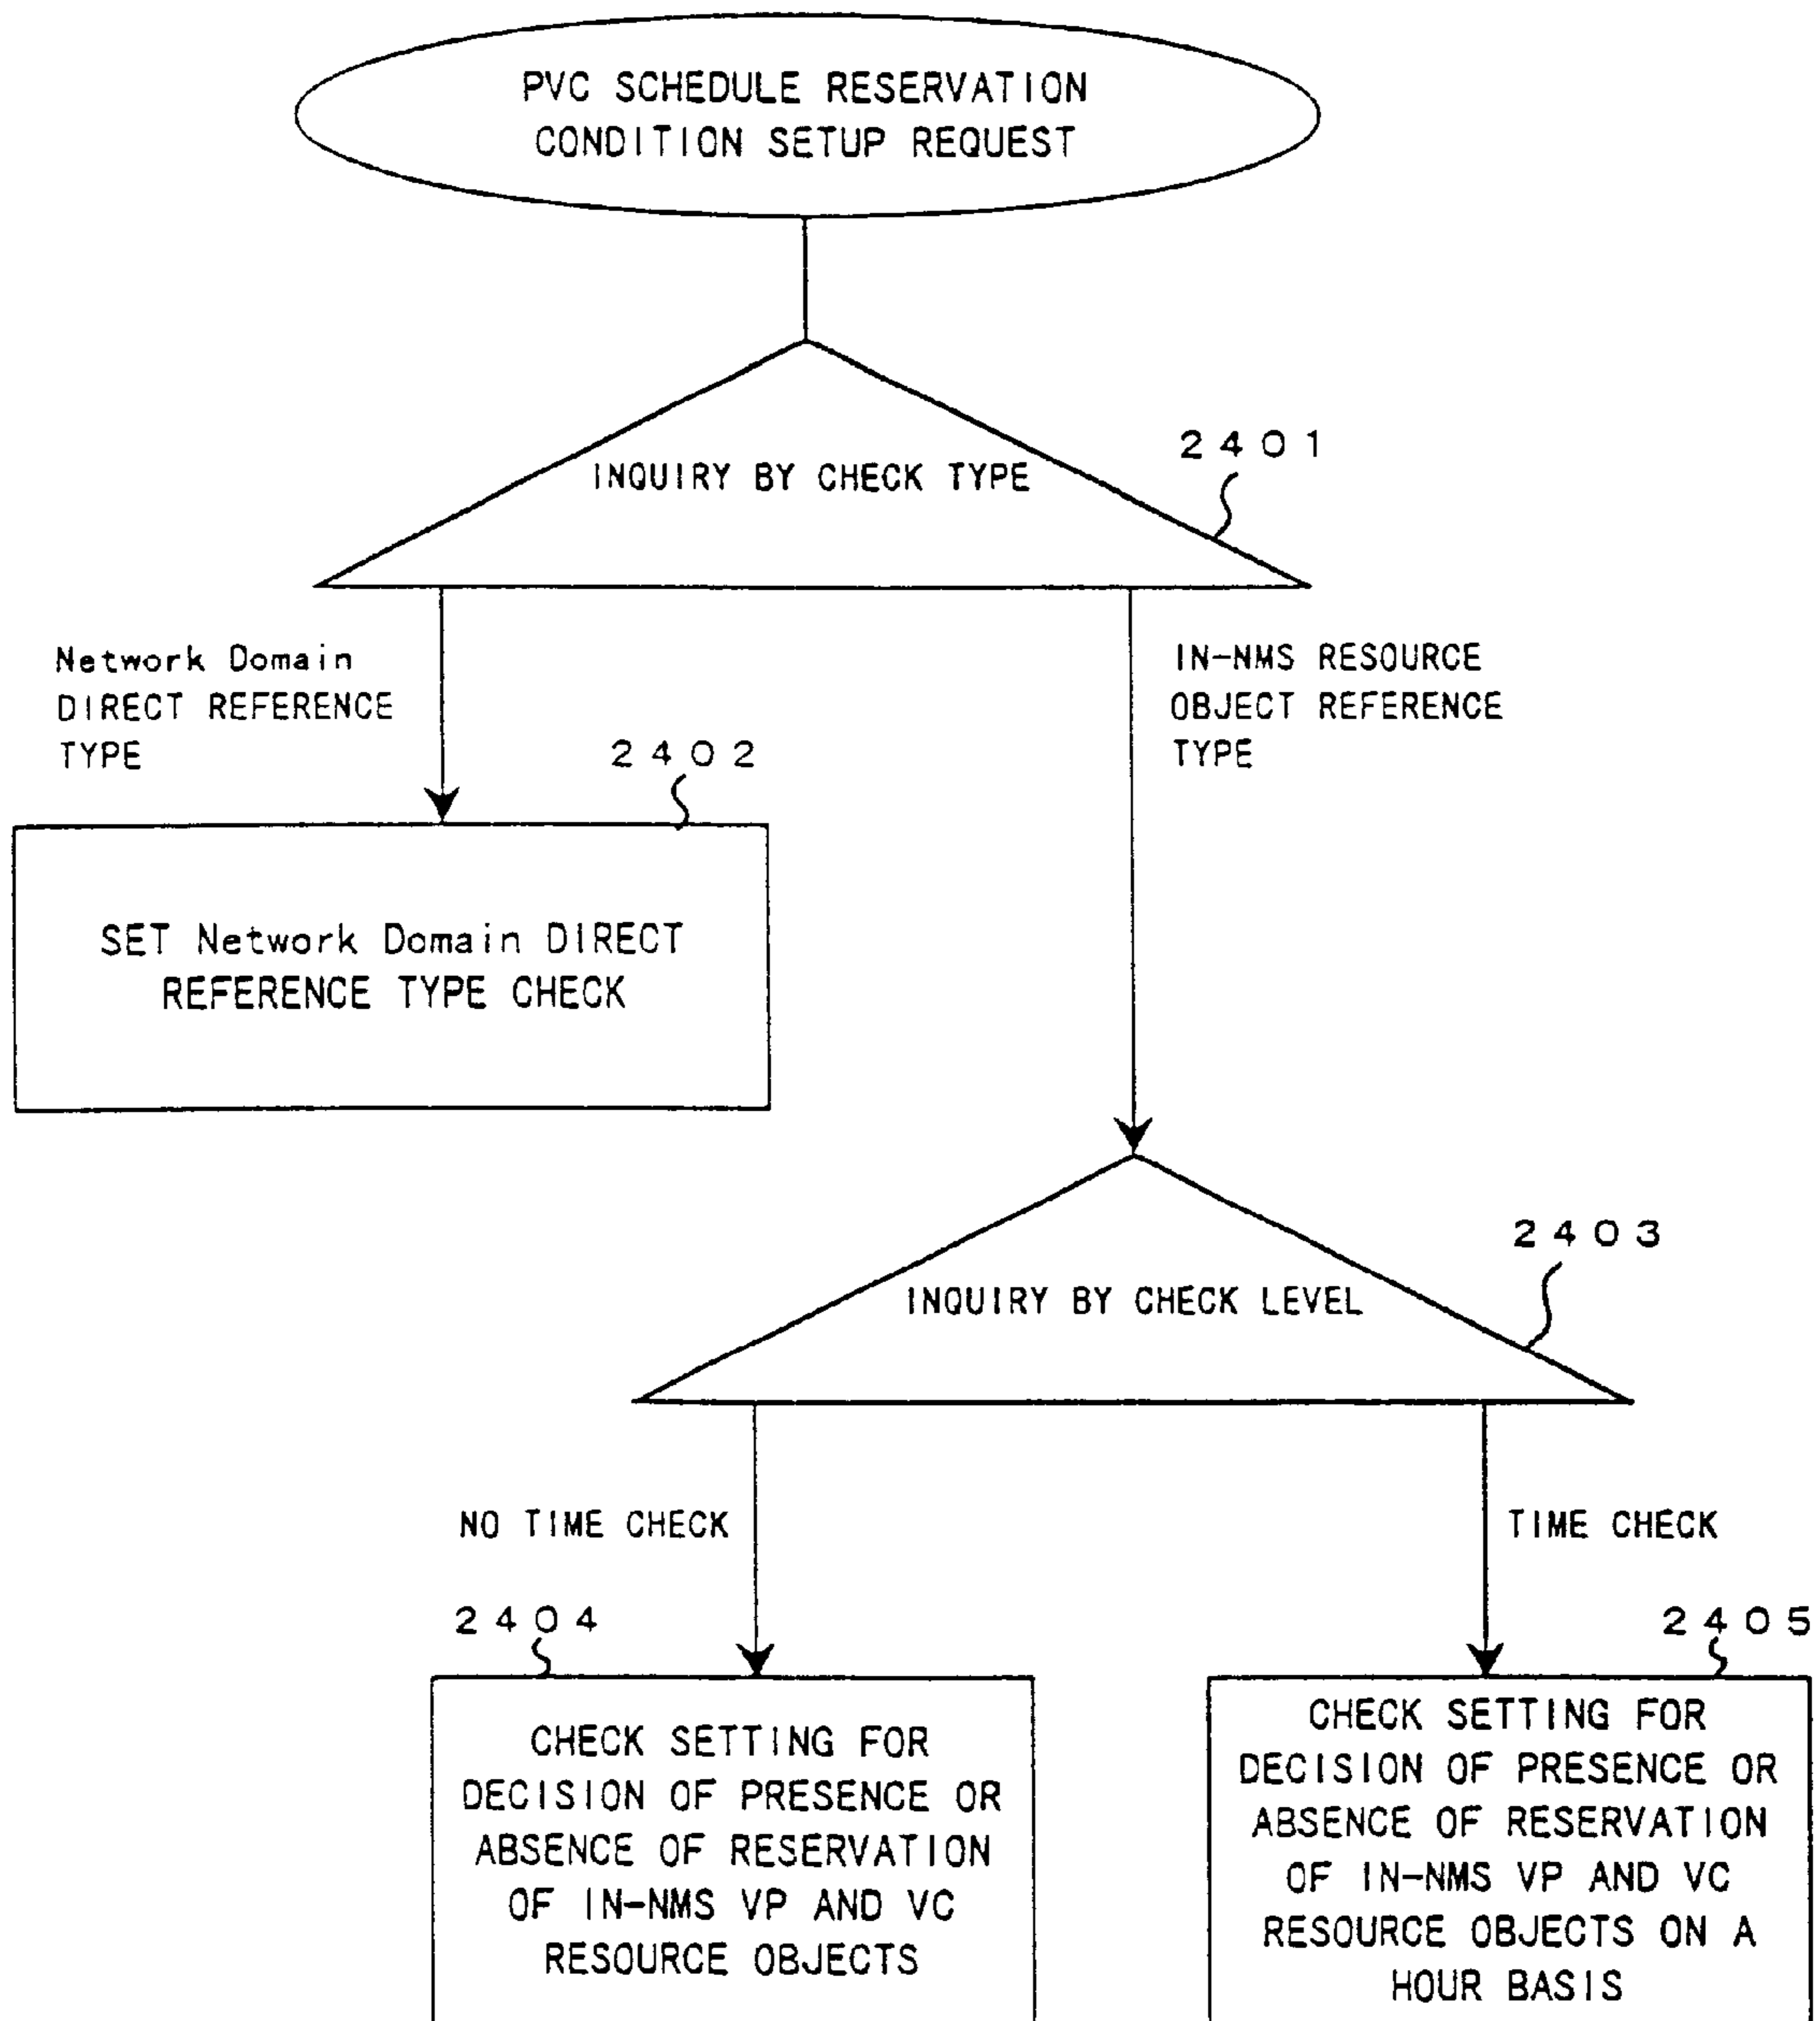 PVC SCHEDULE RESERVATION
CONDITION SETUP REQUEST
2401
INQUIRY BY CHECK TYPE
Network Domain
DIRECT REFERENCE
TYPE
IN-NMS RESOURCE
OBJECT REFERENCE
TYPE
2402
SET Network Domain DIRECT
REFERENCE TYPE CHECK
2403
INQUIRY BY CHECK LEVEL
NO TIME CHECK
TIME CHECK
2404
CHECK SETTING FOR
DECISION OF PRESENCE OR
ABSENCE OF RESERVATION
OF IN-NMS VP AND VC
RESOURCE OBJECTS
2405
CHECK SETTING FOR
DECISION OF PRESENCE OR
ABSENCE OF RESERVATION
OF IN-NMS VP AND VC
RESOURCE OBJECTS ON A
HOUR BASIS